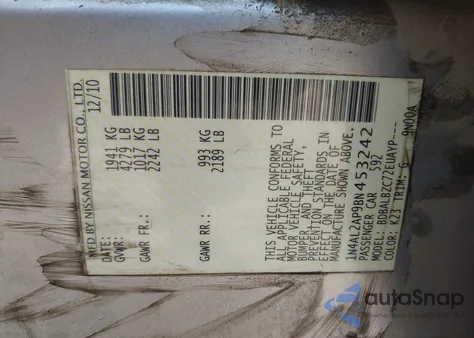 MFD BY NISSAN MOTOR CO., LTD.
12/10
GVWR: 1941 KG
4279 LB
GAWR FR.: 1017 KG
2242 LB
GAWR RR.: 993 KG
2189 LB
THIS VEHICLE CONFORMS TO
ALL APPLICABLE FEDERAL
MOTOR VEHICLE SAFETY,
BUMPER, AND THEFT
PREVENTION STANDARDS IN
EFFECT ON THE DATE OF
MANUFACTURE SHOWN ABOVE.
1N4AL2AP9BN453242
PASSENGER CAR 592
MODEL:
COLOR: K23 TRIM: G
autoSnap